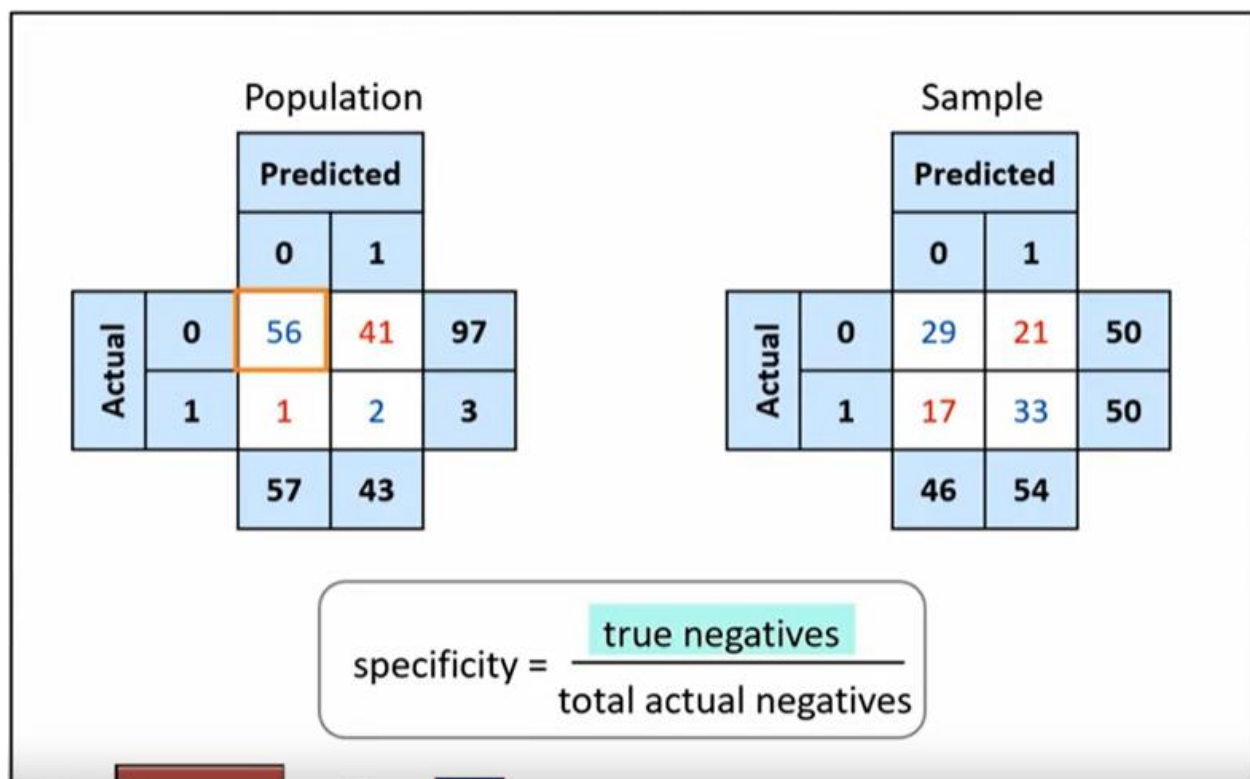 Population
Predicted
0 1
Actual
0 56 41 97
1 1 2 3
57 43
Sample
Predicted
0 1
Actual
0 29 21 50
1 17 33 50
46 54
specificity = true negatives
total actual negatives